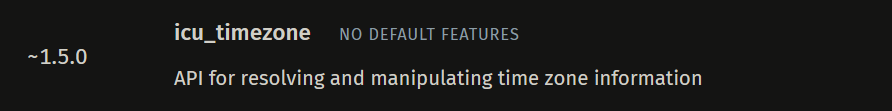 icu_timezone NO DEFAULT FEATURES
~1.5.0
API for resolving and manipulating time zone information